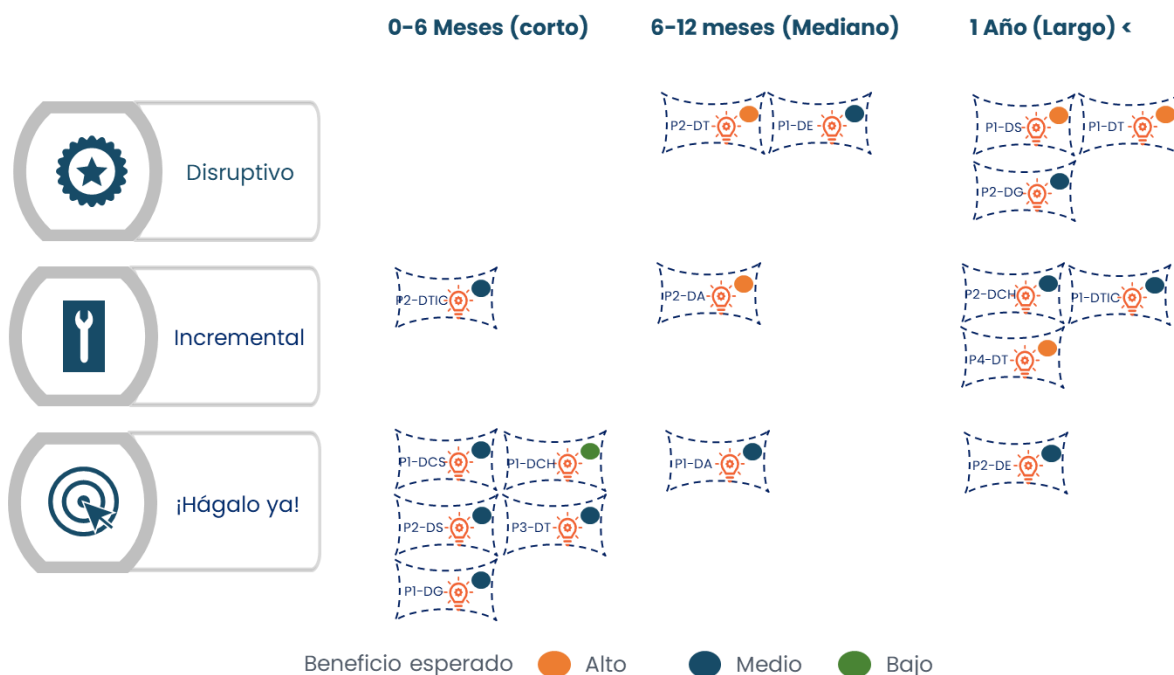 0-6 Meses (corto) 6-12 meses (Mediano) 1 Año (Largo) <
P2-DT P1-DE P1-DS P1-DT
Disruptivo
P2-DG
P2-DTIC P2-DA P2-DCH P1-DTIC
Incremental
P4-DT
P1-DCS P1-DCH P1-DA P2-DE
¡Hágalo ya!
P2-DS P3-DT
P1-DG
Beneficio esperado Alto Medio Bajo